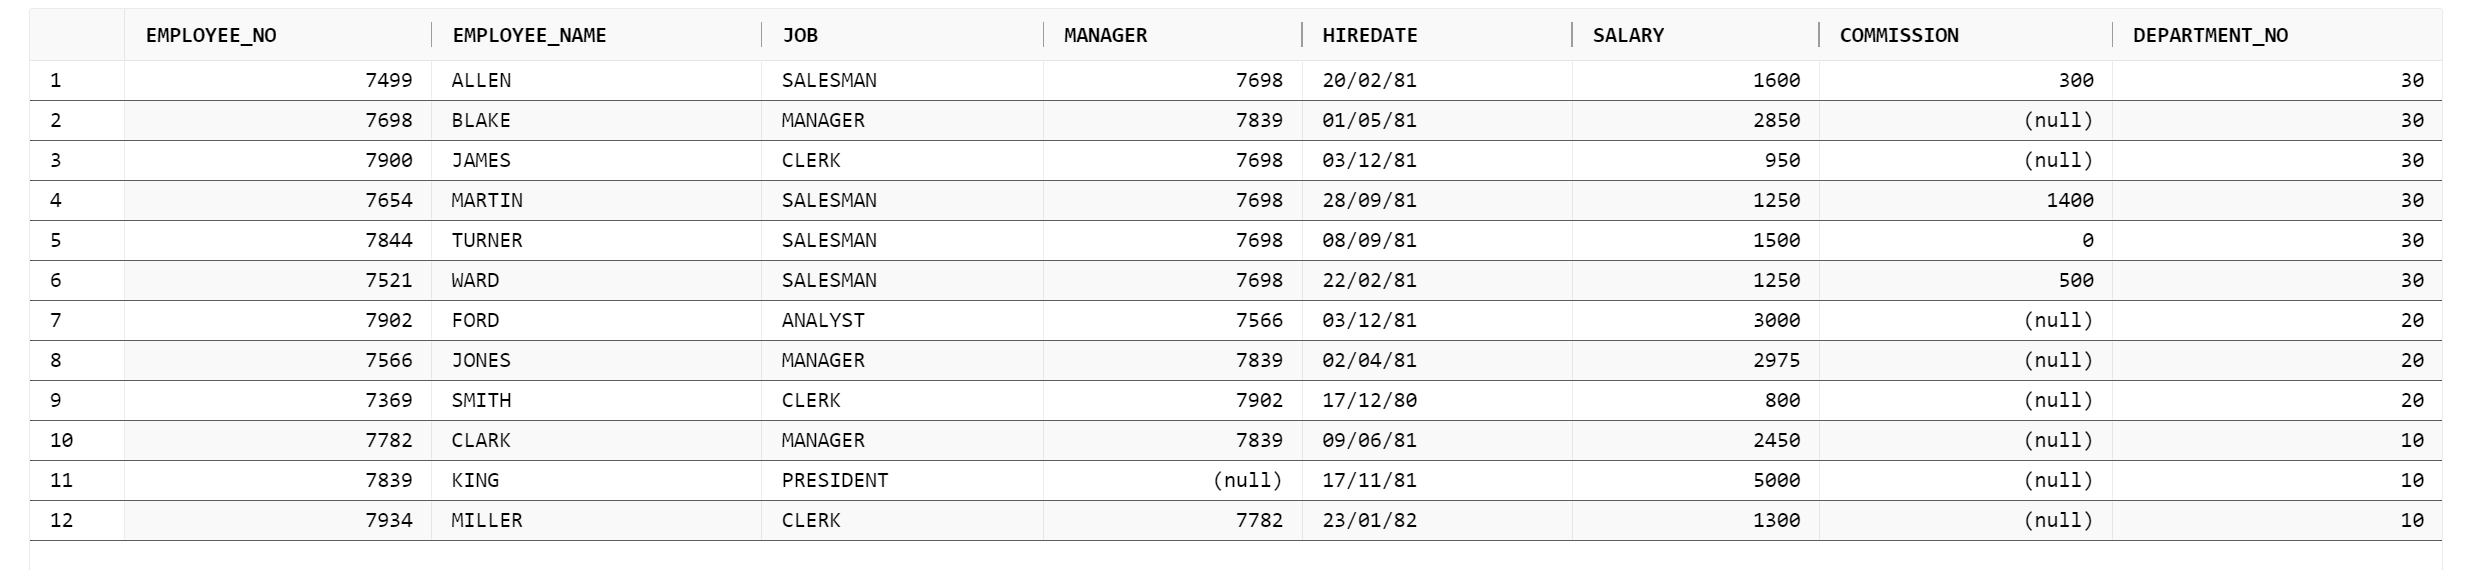 EMPLOYEE_NO EMPLOYEE_NAME JOB MANAGER HIREDATE SALARY COMMISSION DEPARTMENT_NO
1 7499 ALLEN SALESMAN 7698 20/02/81 1600 300 30
2 7698 BLAKE MANAGER 7839 01/05/81 2850 (null) 30
3 7900 JAMES CLERK 7698 03/12/81 950 (null) 30
4 7654 MARTIN SALESMAN 7698 28/09/81 1250 1400 30
5 7844 TURNER SALESMAN 7698 08/09/81 1500 0 30
6 7521 WARD SALESMAN 7698 22/02/81 1250 500 30
7 7902 FORD ANALYST 7566 03/12/81 3000 (null) 20
8 7566 JONES MANAGER 7839 02/04/81 2975 (null) 20
9 7369 SMITH CLERK 7902 17/12/80 800 (null) 20
10 7782 CLARK MANAGER 7839 09/06/81 2450 (null) 10
11 7839 KING PRESIDENT (null) 17/11/81 5000 (null) 10
12 7934 MILLER CLERK 7782 23/01/82 1300 (null) 10